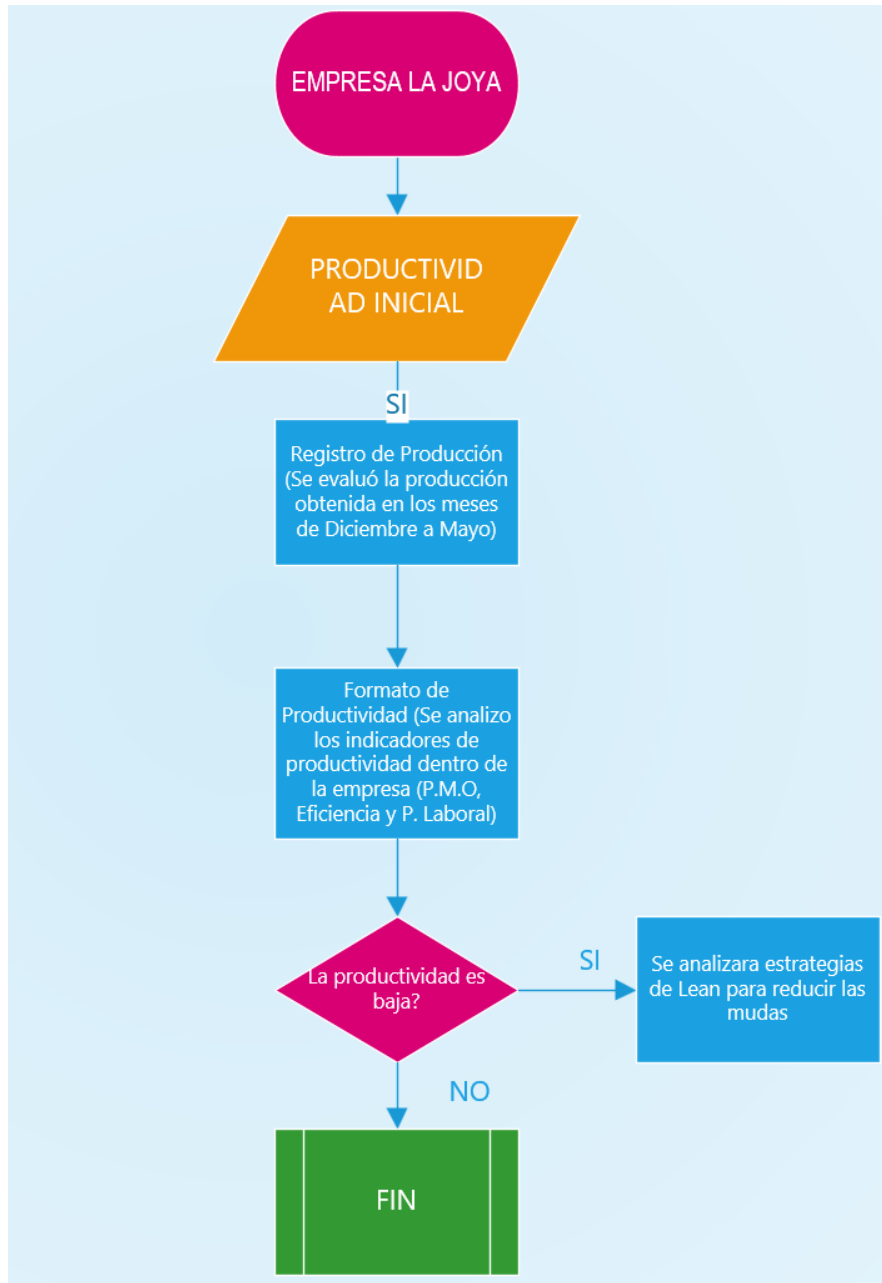 EMPRESA LA JOYA
PRODUCTIVID
AD INICIAL
SI
Registro de Producción
(Se evaluó la producción
obtenida en los meses
de Diciembre a Mayo)
Formato de
Productividad (Se analizo
los indicadores de
productividad dentro de
la empresa (P.M.O,
Eficiencia y P. Laboral)
La productividad es
baja?
SI
Se analizara estrategias
de Lean para reducir las
mudas
NO
FIN